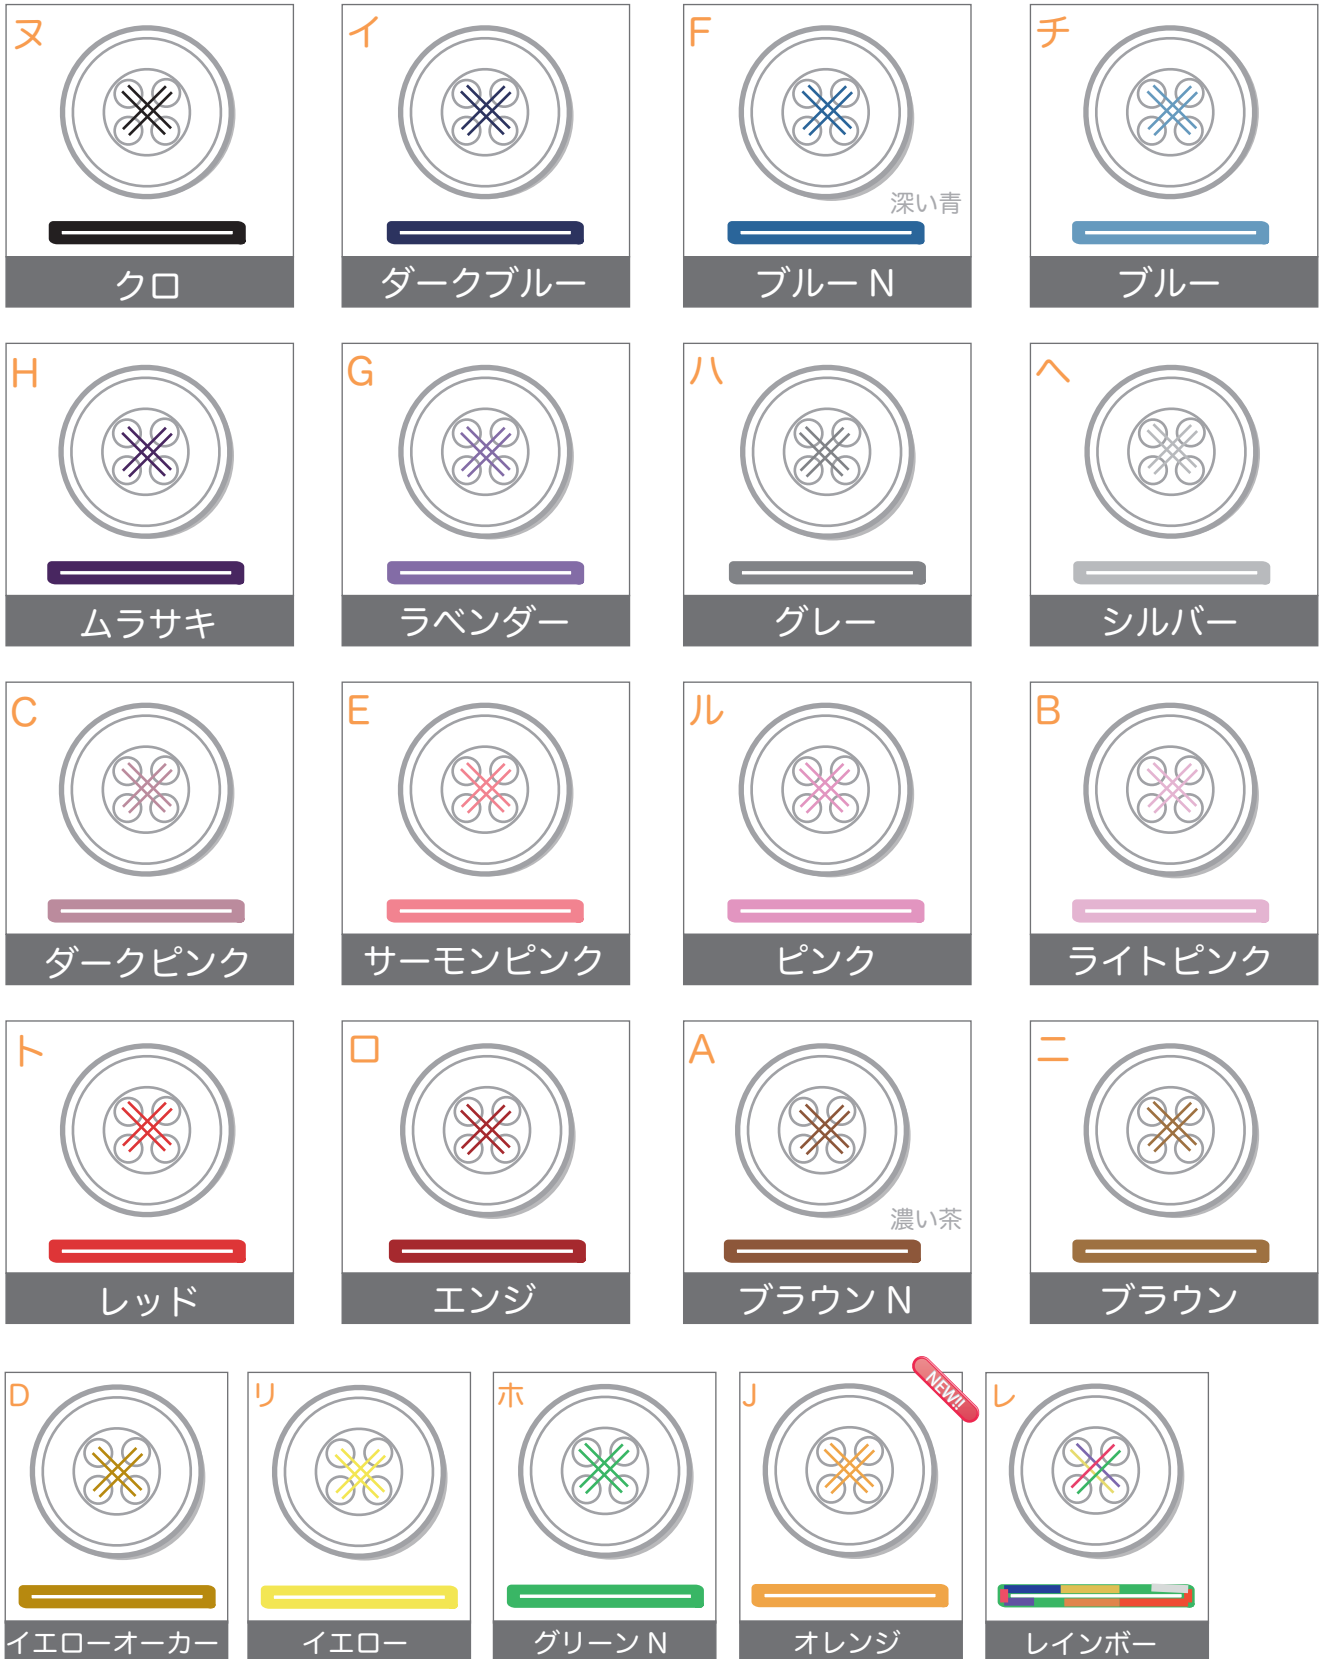 ヌ
クロ
イ
ダークブルー
F
深い青
ブルー N
チ
ブルー
H
ムラサキ
G
ラベンダー
ハ
グレー
ヘ
シルバー
C
ダークピンク
E
サーモンピンク
ル
ピンク
B
ライトピンク
ト
レッド
ロ
エンジ
A
濃い茶
ブラウン N
ニ
ブラウン
D
イエローオーカー
リ
イエロー
ホ
グリーン N
J
NEW!!
オレンジ
レ
レインボー